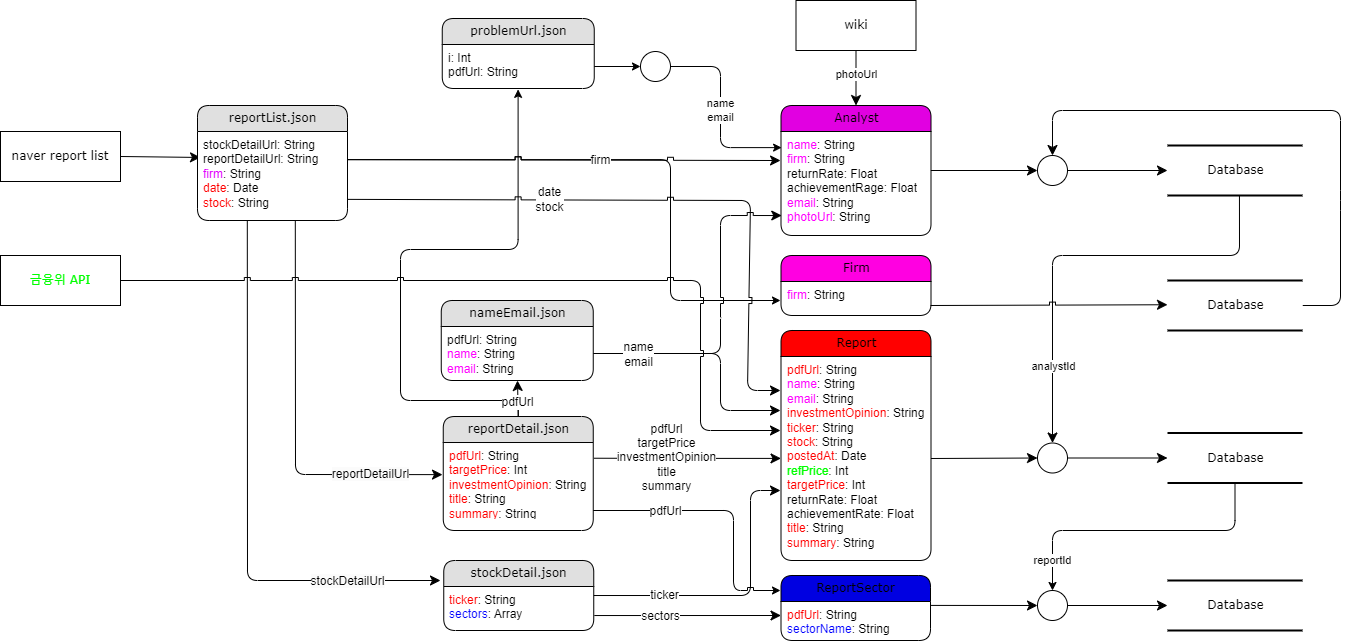 problemUrl.json
i: Int
pdfUrl: String
wiki
photoUrl
name
email
reportList.json
stockDetailUrl: String
reportDetailUrl: String
firm: String
date: Date
stock: String
naver report list
firm
date
stock
Analyst
name: String
firm: String
returnRate: Float
achievementRage: Float
email: String
photoUrl: String
Database
금융위 API
Firm
firm: String
Database
nameEmail.json
pdfUrl: String
name: String
email: String
name
email
pdfUrl
analystId
Report
pdfUrl: String
name: String
email: String
investmentOpinion: String
ticker: String
stock: String
postedAt: Date
refPrice: Int
targetPrice: Int
returnRate: Float
achievementRate: Float
title: String
summary: String
Database
reportDetail.json
pdfUrl: String
targetPrice: Int
investmentOpinion: String
title: String
summary: String
reportDetailUrl
pdfUrl
targetPrice
investmentOpinion
title
summary
pdfUrl
reportId
stockDetail.json
ticker: String
sectors: Array
stockDetailUrl
ticker
sectors
ReportSector
pdfUrl: String
sectorName: String
Database